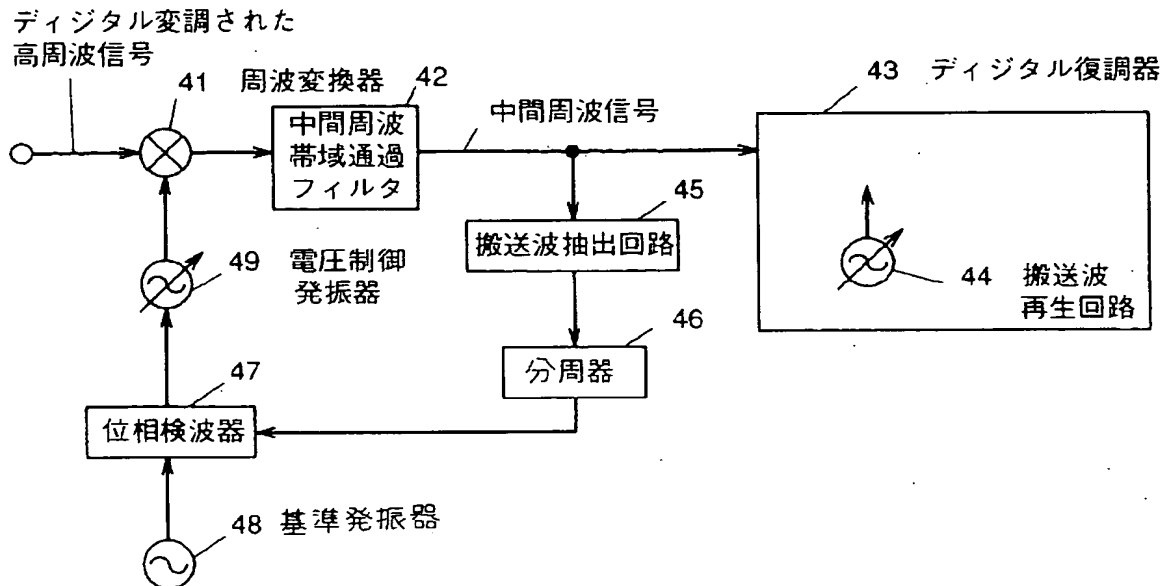 ディジタル変調された
高周波信号
41 周波変換器
42
中間周波
帯域通過
フィルタ
中間周波信号
43 ディジタル復調器
45
搬送波抽出回路
49 電圧制御
発振器
44 搬送波
再生回路
46
分周器
47
位相検波器
48 基準発振器